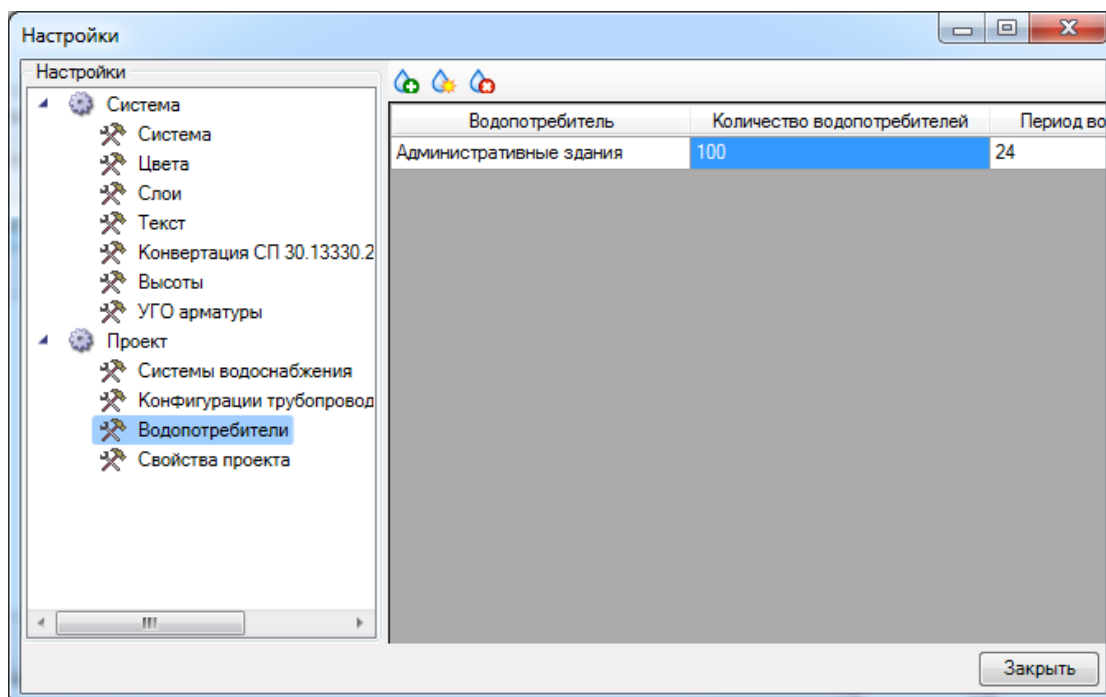 Настройки
Настройки
Система
Система
Цвета
Слои
Текст
Конвертация СП 30.13330.2
Высоты
УГО арматуры
Проект
Системы водоснабжения
Конфигурации трубопровод
Водопотребители
Свойства проекта
Водопотребитель Количество водопотребителей Период во
Административные здания 100 24
Закрыть